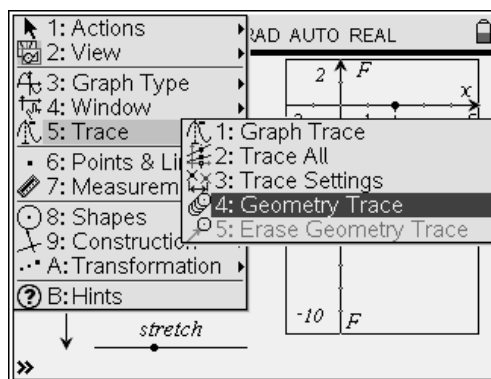 1: Actions
2: View
3: Graph Type
4: Window
5: Trace
6: Points &
7: Measurem
8: Shapes
9: Construction
A: Transformation
B: Hints
RAD AUTO REAL
1: Graph Trace
2: Trace All
3: Trace Settings
4: Geometry Trace
5: Erase Geometry Trace
2 F
x
-10 F
stretch
»